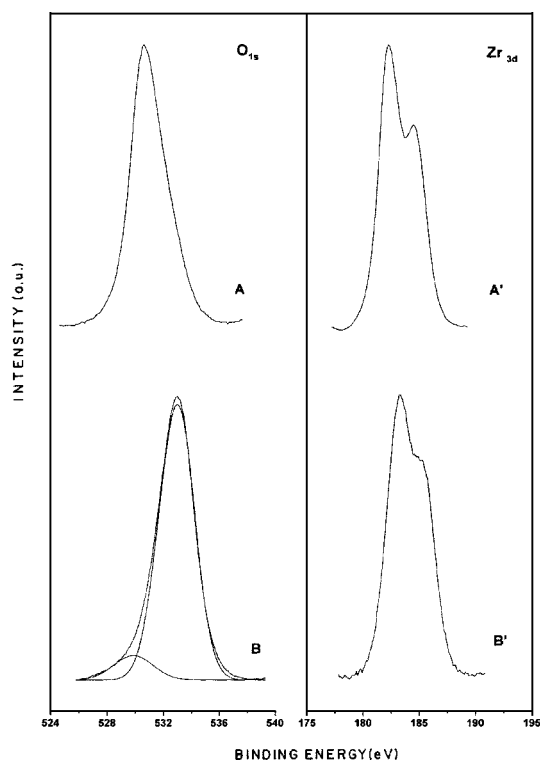 O1s
Zr 3d
A
A'
INTENSITY (a.u.)
B
B'
524 528 532 536 540
175 180 185 190 195
BINDING ENERGY(eV)